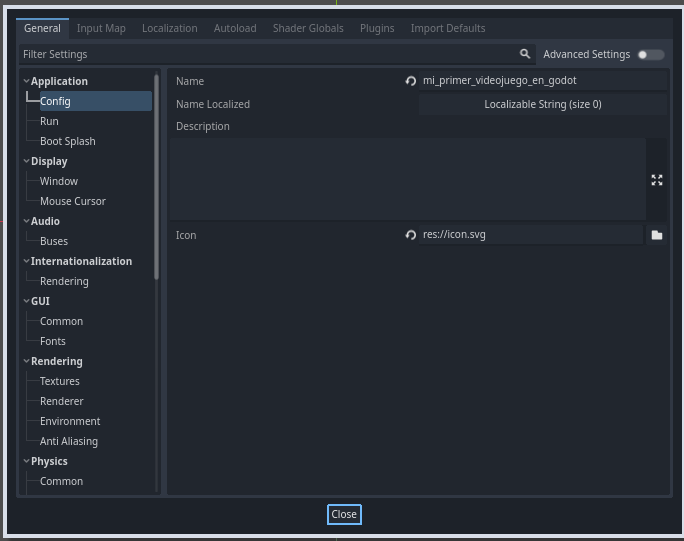 General Input Map Localization Autoload Shader Globals Plugins Import Defaults
Filter Settings Advanced Settings
Application
Config
Run
Boot Splash
Display
Window
Mouse Cursor
Audio
Buses
Internationalization
Rendering
GUI
Common
Fonts
Rendering
Textures
Renderer
Environment
Anti Aliasing
Physics
Common
Name mi_primer_videojuego_en_godot
Name Localized Localizable String (size 0)
Description
Icon res://icon.svg
Close